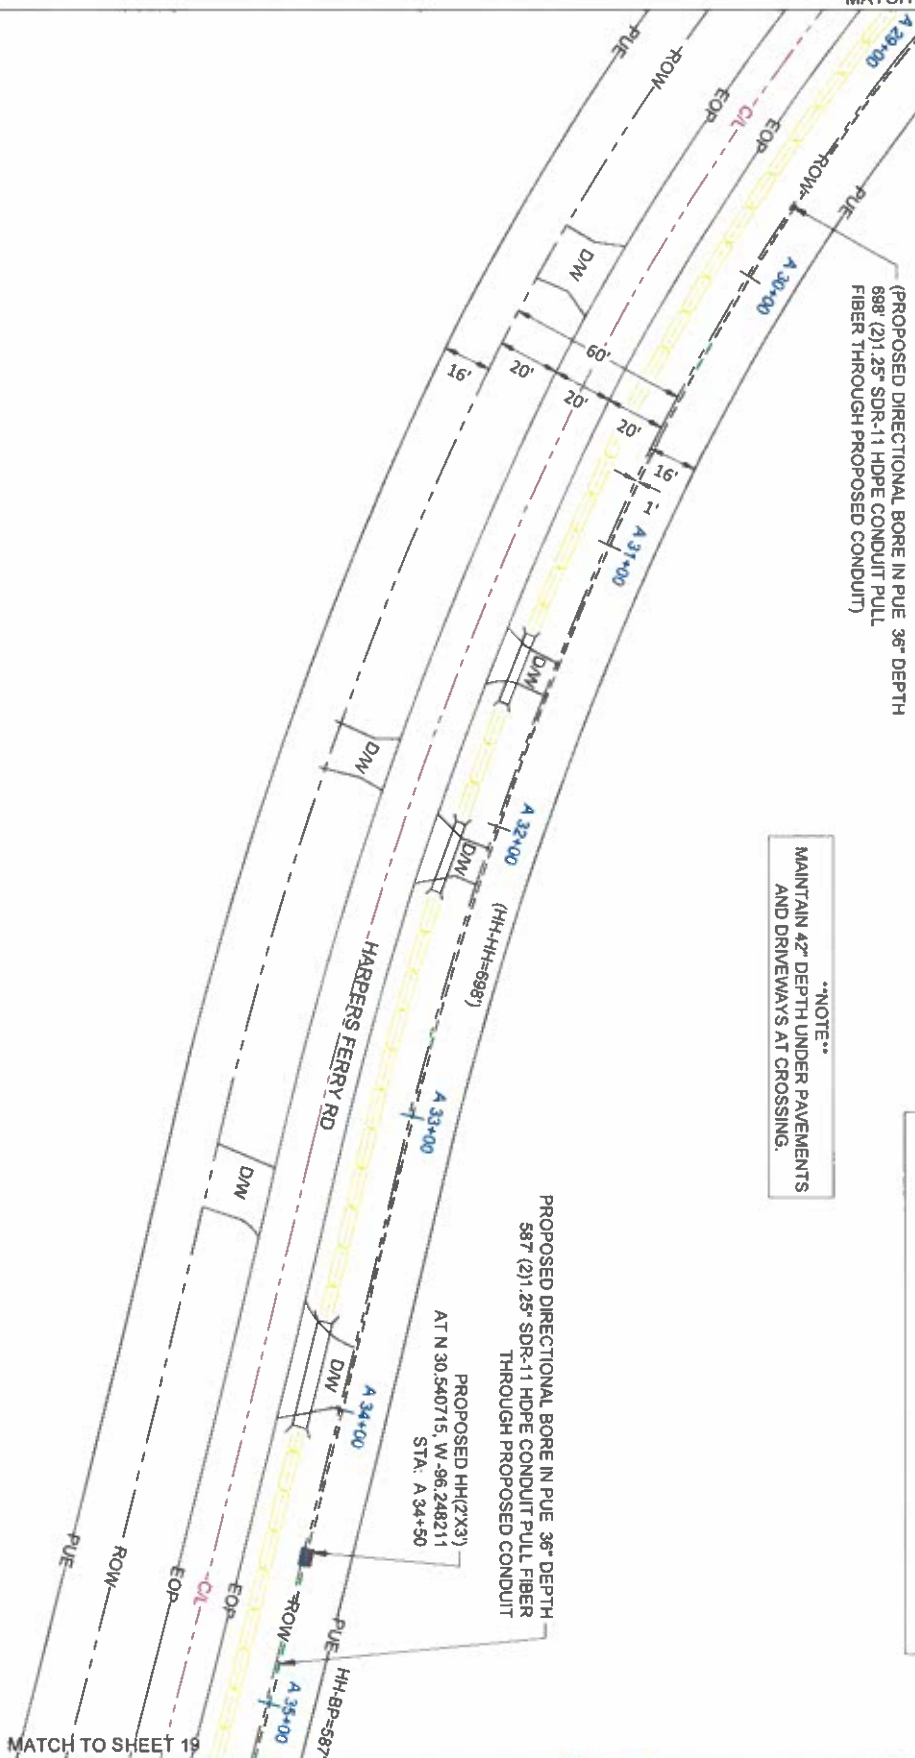 MATCH
A 29+00
PUE
ROW
EOP
C/L
EOP
ROW
PUE
(PROPOSED DIRECTIONAL BORE IN PUE 36" DEPTH
698' (2)1.25" SDR-11 HDPE CONDUIT PULL
FIBER THROUGH PROPOSED CONDUIT)
A 30+00
D/W
60'
16'
20'
20'
20'
16'
1'
A 31+00
D/W
D/W
A 32+00
D/W
(HH-HH=698')
**NOTE**
MAINTAIN 42" DEPTH UNDER PAVEMENTS
AND DRIVEWAYS AT CROSSING.
HARPERS FERRY RD
A 33+00
D/W
PROPOSED DIRECTIONAL BORE IN PUE 36" DEPTH
587' (2)1.25" SDR-11 HDPE CONDUIT PULL FIBER
THROUGH PROPOSED CONDUIT
PROPOSED HH(2'X3')
AT N 30.540715, W -96.248211
STA: A 34+50
D/W
A 34+00
PUE
ROW
EOP
C/L
EOP
ROW
PUE
HH-BP=587'
A 35+00
MATCH TO SHEET 19